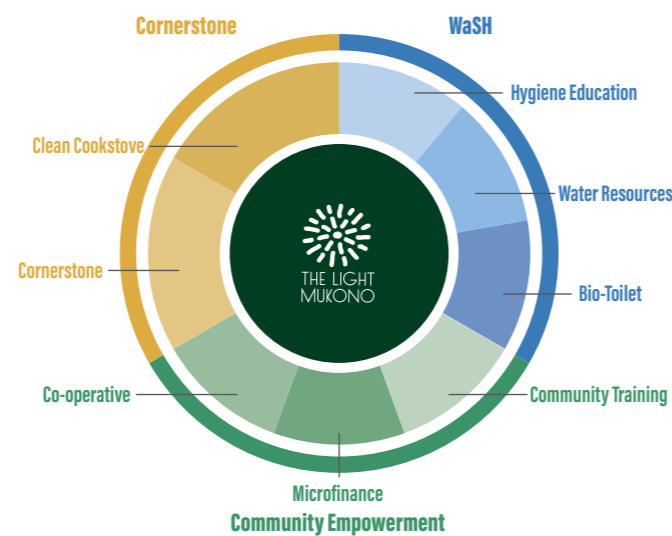 Cornerstone
WaSH
Hygiene Education
Clean Cookstove
Water Resources
Cornerstone
THE LIGHT
MUKONO
Bio-Toilet
Co-operative
Community Training
Microfinance
Community Empowerment